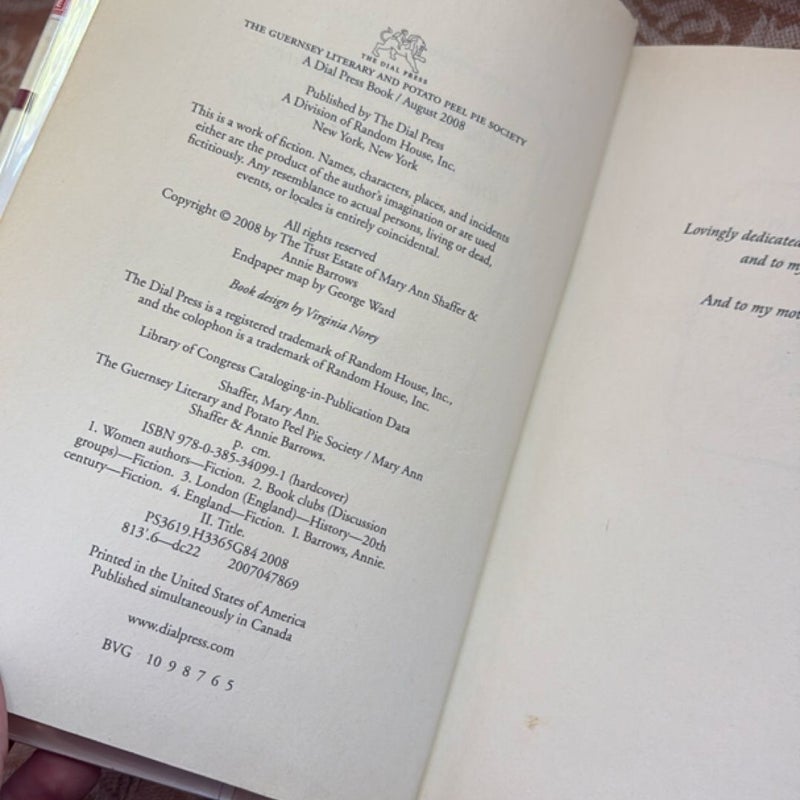 THE DIAL PRESS
THE GUERNSEY LITERARY AND POTATO PEEL PIE SOCIETY
A Dial Press Book / August 2008
Published by The Dial Press
A Division of Random House, Inc.
New York, New York
This is a work of fiction. Names, characters, places, and incidents
either are the product of the author's imagination or are used
fictitiously. Any resemblance to actual persons, living or dead,
events, or locales is entirely coincidental.
All rights reserved
Copyright © 2008 by The Trust Estate of Mary Ann Shaffer &
Annie Barrows
Endpaper map by George Ward
Book design by Virginia Norey
The Dial Press is a registered trademark of Random House, Inc.,
and the colophon is a trademark of Random House, Inc.
Library of Congress Cataloging-in-Publication Data
Shaffer, Mary Ann.
The Guernsey Literary and Potato Peel Pie Society / Mary Ann
Shaffer & Annie Barrows.
p. cm.
ISBN 978-0-385-34099-1 (hardcover)
1. Women authors—Fiction. 2. Book clubs (Discussion
groups)—Fiction. 3. London (England)—History—20th
century—Fiction. 4. England—Fiction. I. Barrows, Annie.
II. Title.
PS3619.H3365G84 2008
813'.6—dc22 2007047869
Printed in the United States of America
Published simultaneously in Canada
www.dialpress.com
BVG 10 9 8 7 6 5
Lovingly dedicated
and to my
And to my